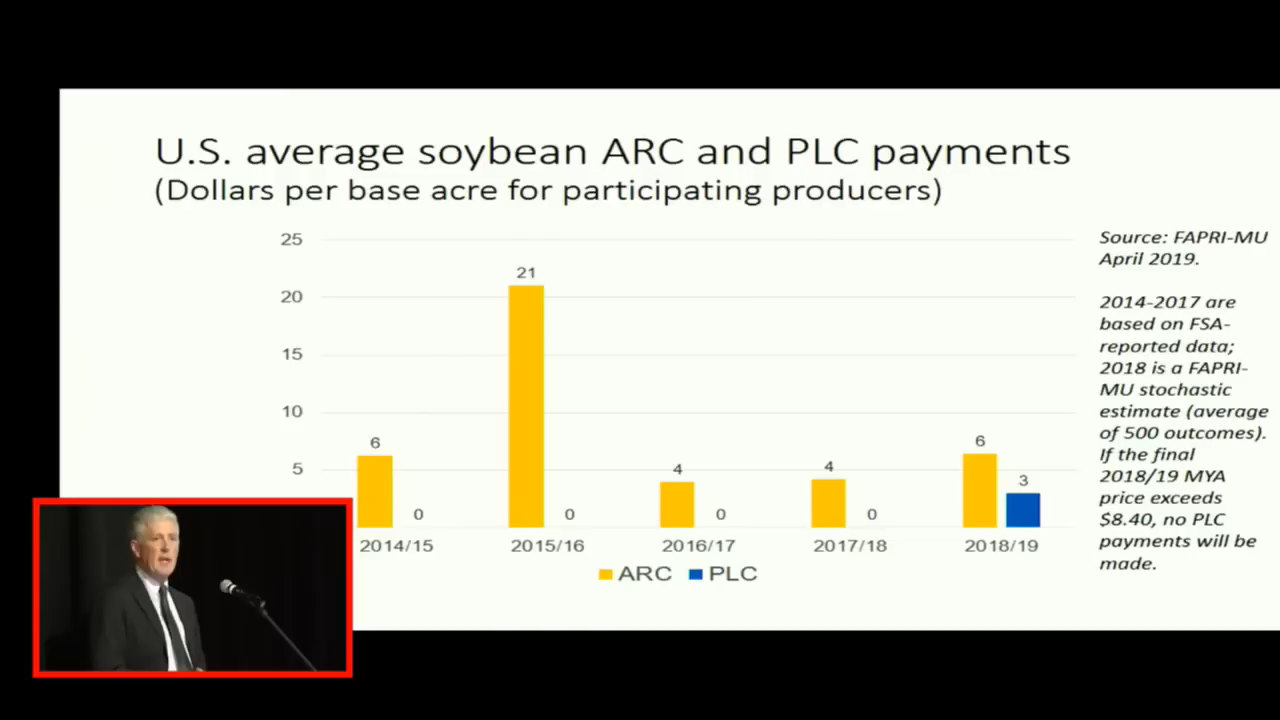 U.S. average soybean ARC and PLC payments
(Dollars per base acre for participating producers)
25
20
15
10
5
6
0
21
0
4
0
4
0
6
3
2014/15
2015/16
2016/17
2017/18
2018/19
ARC
PLC
Source: FAPRI-MU
April 2019.
2014-2017 are
based on FSA-
reported data;
2018 is a FAPRI-
MU stochastic
estimate (average
of 500 outcomes).
If the final
2018/19 MYA
price exceeds
$8.40, no PLC
payments will be
made.